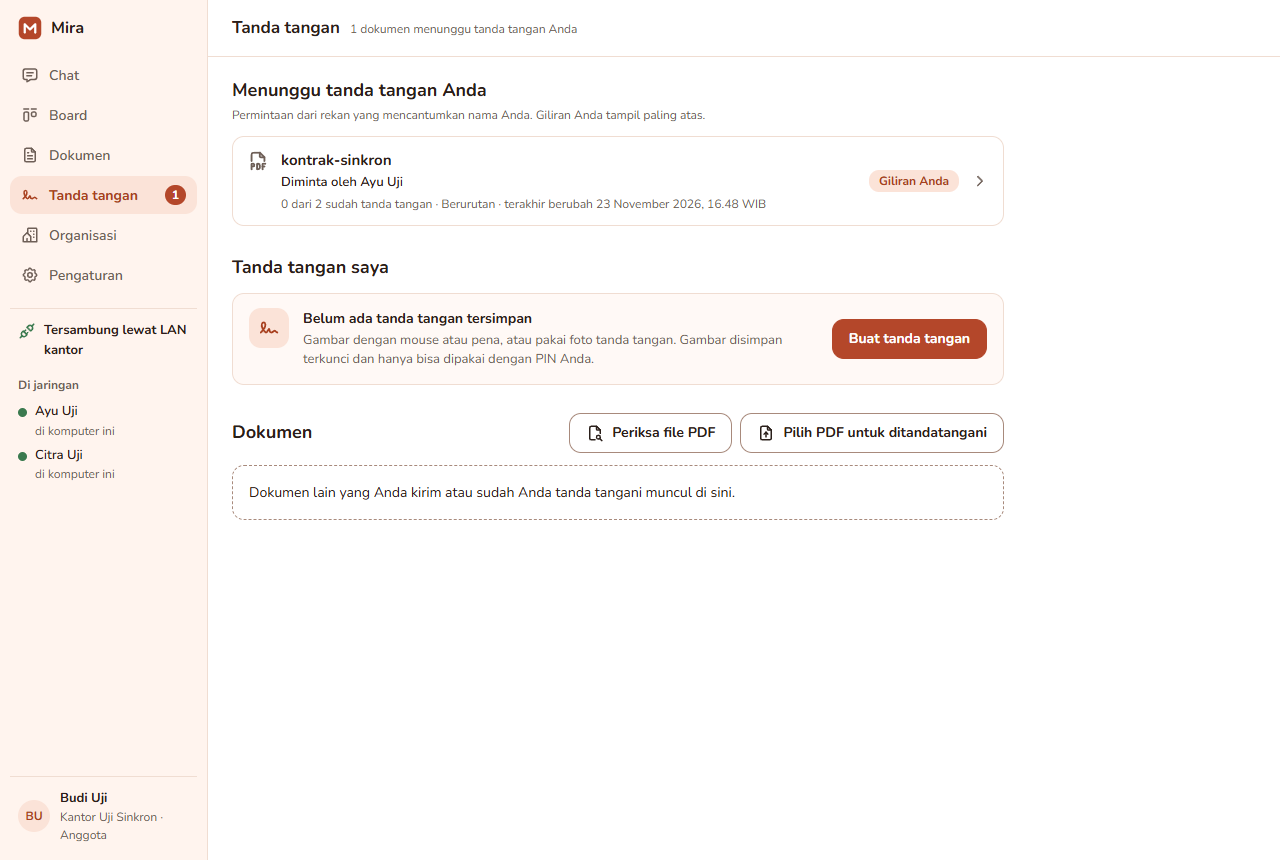 Mira
Chat
Board
Dokumen
Tanda tangan 1
Organisasi
Pengaturan
Tersambung lewat LAN
kantor
Di jaringan
Ayu Uji
di komputer ini
Citra Uji
di komputer ini
BU
Budi Uji
Kantor Uji Sinkron ·
Anggota
Tanda tangan 1 dokumen menunggu tanda tangan Anda
Menunggu tanda tangan Anda
Permintaan dari rekan yang mencantumkan nama Anda. Giliran Anda tampil paling atas.
PDF
kontrak-sinkron
Diminta oleh Ayu Uji
0 dari 2 sudah tanda tangan · Berurutan · terakhir berubah 23 November 2026, 16.48 WIB
Giliran Anda
Tanda tangan saya
Belum ada tanda tangan tersimpan
Gambar dengan mouse atau pena, atau pakai foto tanda tangan. Gambar disimpan
terkunci dan hanya bisa dipakai dengan PIN Anda.
Buat tanda tangan
Dokumen
Periksa file PDF
Pilih PDF untuk ditandatangani
Dokumen lain yang Anda kirim atau sudah Anda tanda tangani muncul di sini.